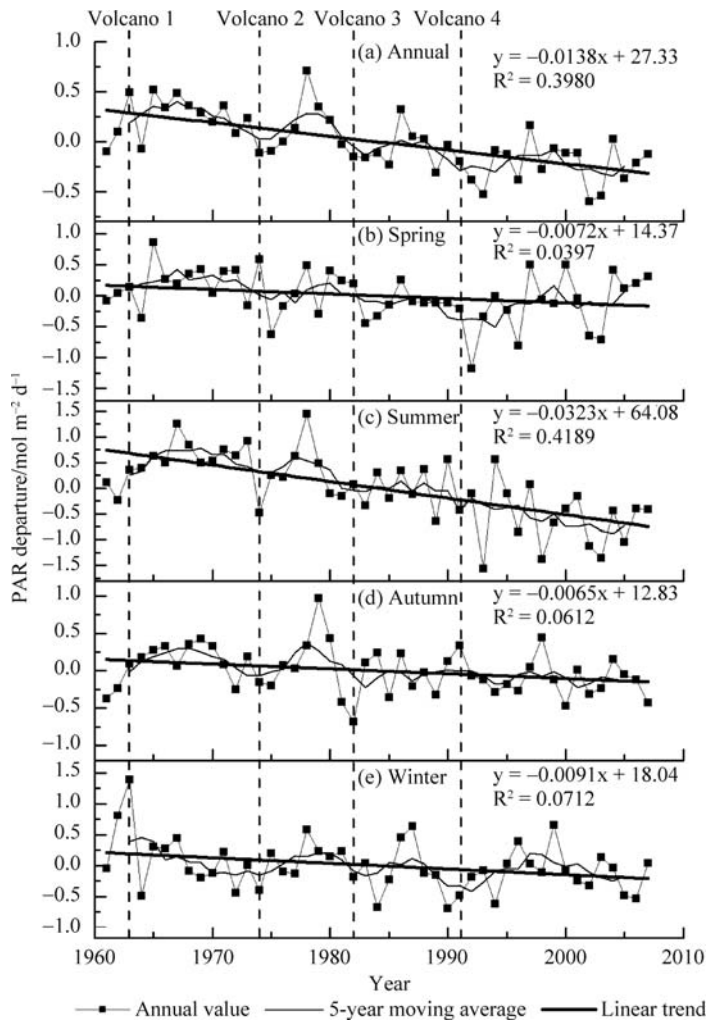 Volcano 1 Volcano 2 Volcano 3 Volcano 4
1.0
0.5
0.0
−0.5
(a) Annual
y = −0.0138x + 27.33
R² = 0.3980
1.0
0.5
0.0
−0.5
−1.0
−1.5
(b) Spring
y = −0.0072x + 14.37
R² = 0.0397
1.5
1.0
0.5
0.0
−0.5
−1.0
−1.5
(c) Summer
y = −0.0323x + 64.08
R² = 0.4189
1.0
0.5
0.0
−0.5
−1.0
(d) Autumn
y = −0.0065x + 12.83
R² = 0.0612
1.5
1.0
0.5
0.0
−0.5
−1.0
(e) Winter
y = −0.0091x + 18.04
R² = 0.0712
PAR departure/mol m⁻² d⁻¹
1960 1970 1980 1990 2000 2010
Year
Annual value 5-year moving average Linear trend